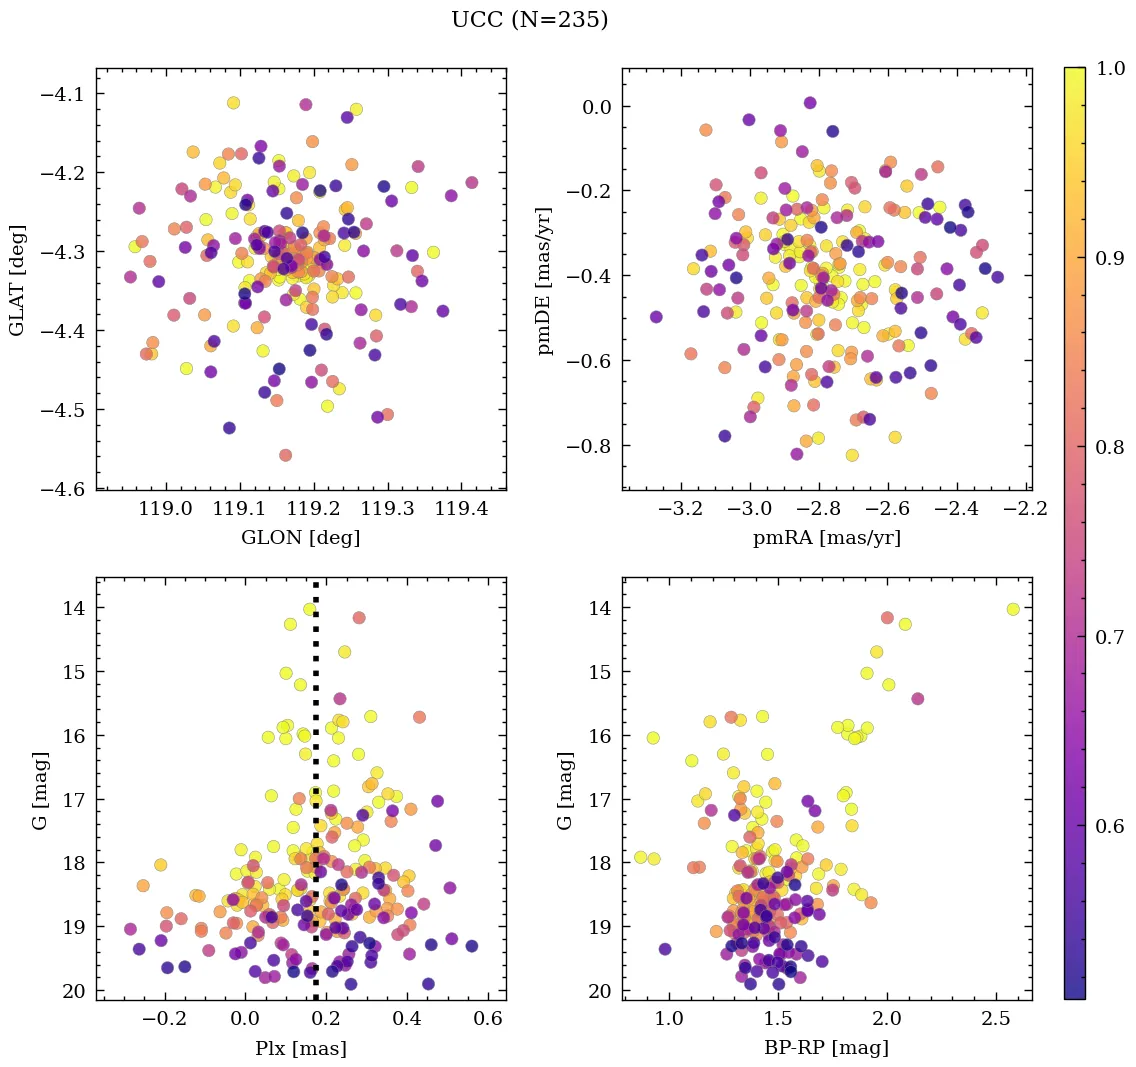 UCC (N=235)
−4.1
−4.2
−4.3
−4.4
−4.5
−4.6
GLAT [deg]
119.0 119.1 119.2 119.3 119.4
GLON [deg]
0.0
−0.2
−0.4
−0.6
−0.8
pmDE [mas/yr]
−3.2 −3.0 −2.8 −2.6 −2.4 −2.2
pmRA [mas/yr]
14
15
16
17
18
19
20
G [mag]
−0.2 0.0 0.2 0.4 0.6
Plx [mas]
14
15
16
17
18
19
20
G [mag]
1.0 1.5 2.0 2.5
BP-RP [mag]
1.0
0.9
0.8
0.7
0.6